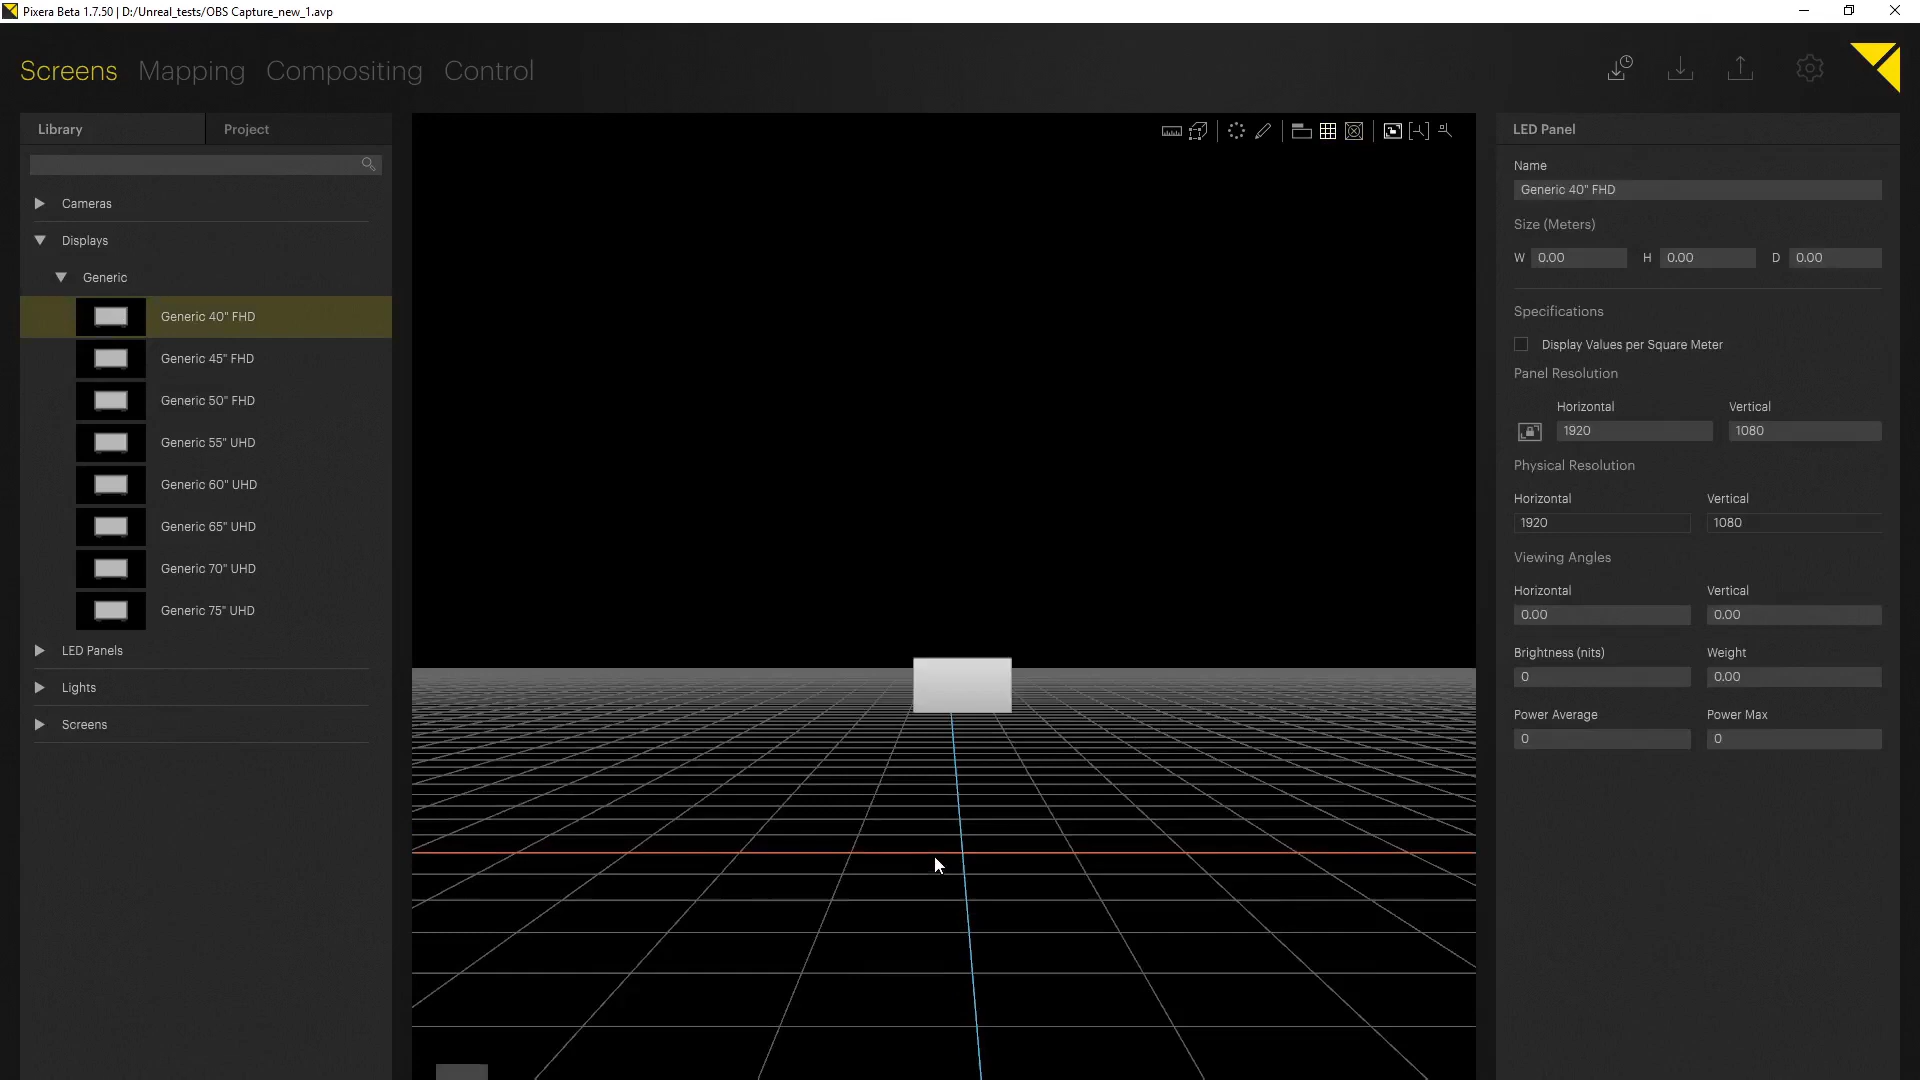 Pixera Beta 1.7.50 | D:/Unreal_tests/OBS Capture_new_1.avp
Screens Mapping Compositing Control
Library Project
Cameras
Displays
Generic
Generic 40" FHD
Generic 45" FHD
Generic 50" FHD
Generic 55" UHD
Generic 60" UHD
Generic 65" UHD
Generic 70" UHD
Generic 75" UHD
LED Panels
Lights
Screens
LED Panel
Name
Generic 40" FHD
Size (Meters)
W 0.00 H 0.00 D 0.00
Specifications
Display Values per Square Meter
Panel Resolution
Horizontal Vertical
1920 1080
Physical Resolution
Horizontal Vertical
1920 1080
Viewing Angles
Horizontal Vertical
0.00 0.00
Brightness (nits) Weight
0 0.00
Power Average Power Max
0 0